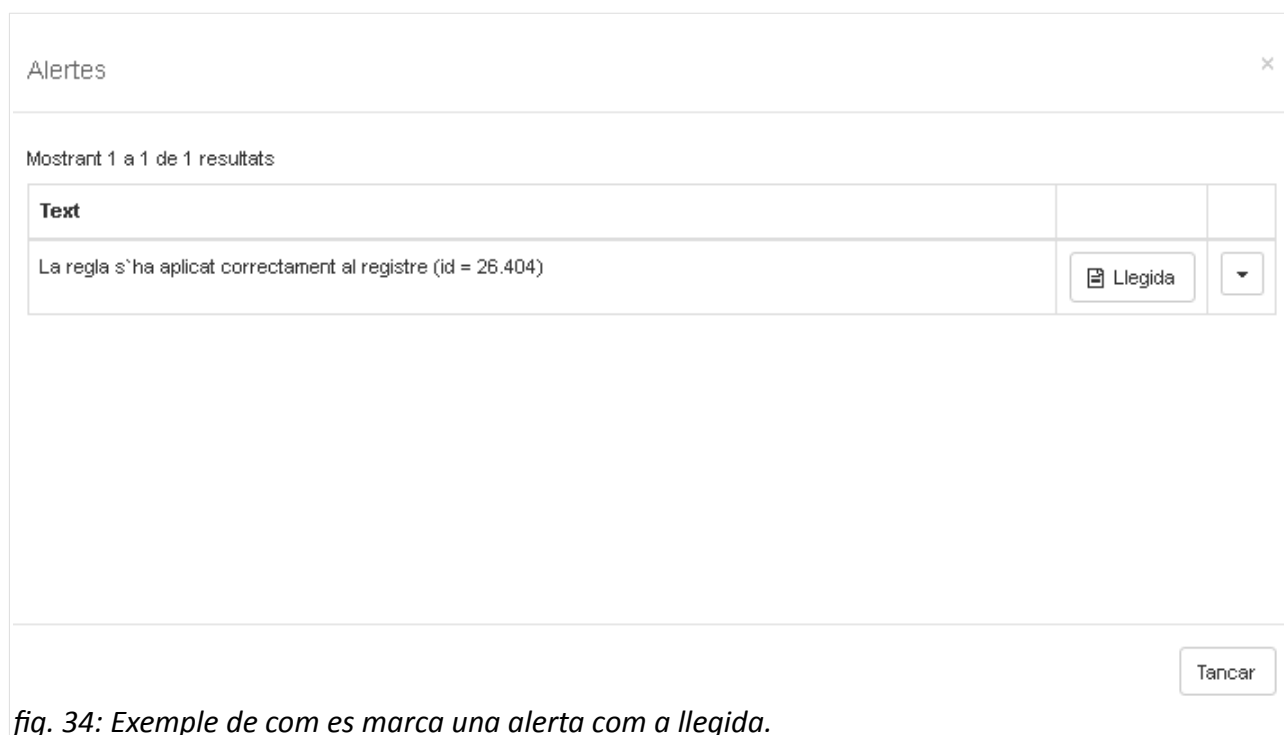 Alertes
×
Mostrant 1 a 1 de 1 resultats
Text
La regla s`ha aplicat correctament al registre (id = 26.404)
Llegida
Tancar
fig. 34: Exemple de com es marca una alerta com a llegida.